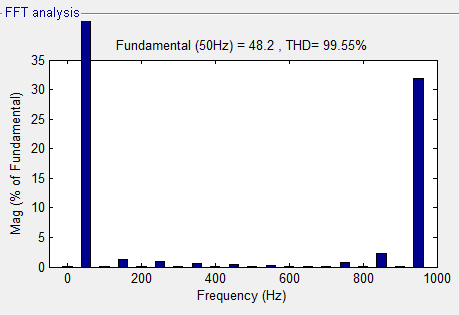 FFT analysis
Fundamental (50Hz) = 48.2 , THD= 99.55%
Mag (% of Fundamental)
35
30
25
20
15
10
5
0
0 200 400 600 800 1000
Frequency (Hz)